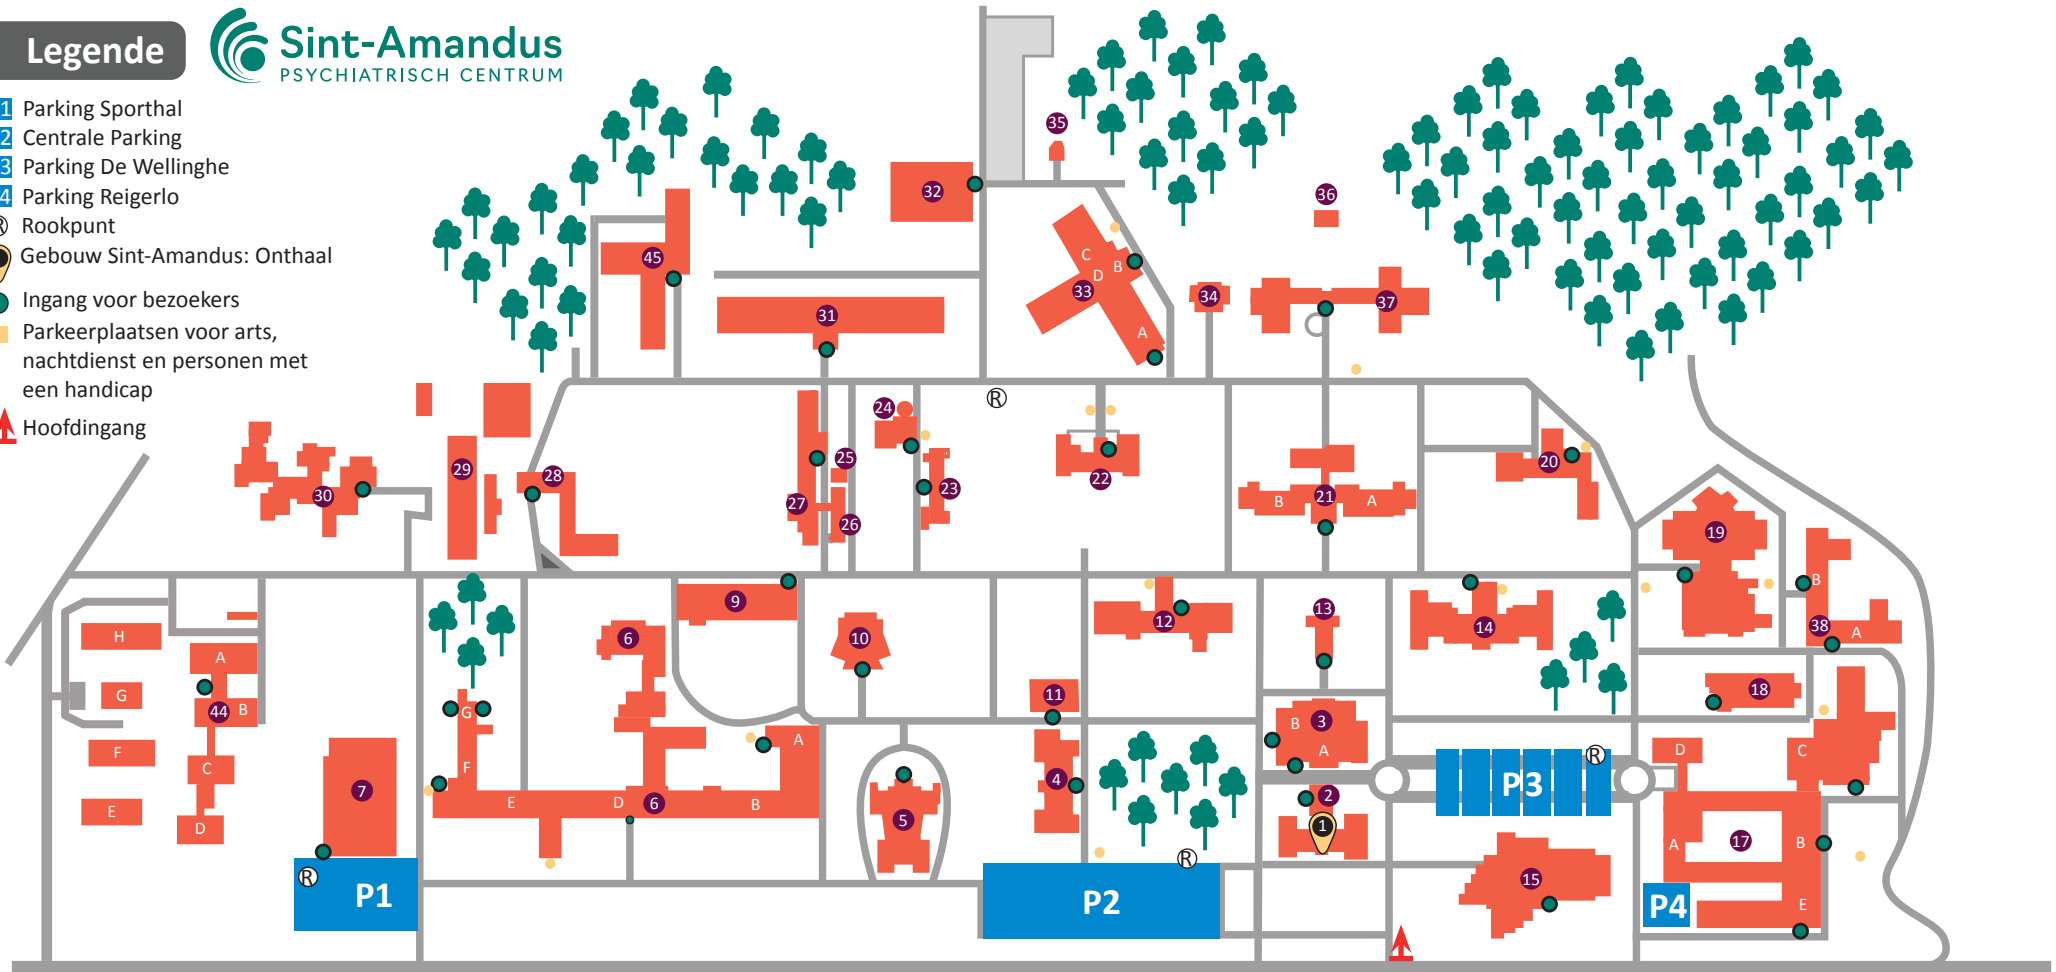 Legende
Sint-Amandus
PSYCHIATRISCH CENTRUM
1 Parking Sporthal
2 Centrale Parking
3 Parking De Wellinghe
4 Parking Reigerlo
R Rookpunt
Gebouw Sint-Amandus: Onthaal
Ingang voor bezoekers
Parkeerplaatsen voor arts,
nachtdienst en personen met
een handicap
Hoofdingang
35
32
36
45
C
B
D
33
34
37
31
A
R
24
25
29
28
30
27
26
23
22
B
21
A
20
19
9
H
A
G
44
B
F
C
E
D
7
R
P1
G
F
E
D
6
B
6
A
10
5
11
4
12
13
14
B
3
A
2
1
R
P2
R
P3
15
B
38
A
18
D
C
A
17
B
P4
E